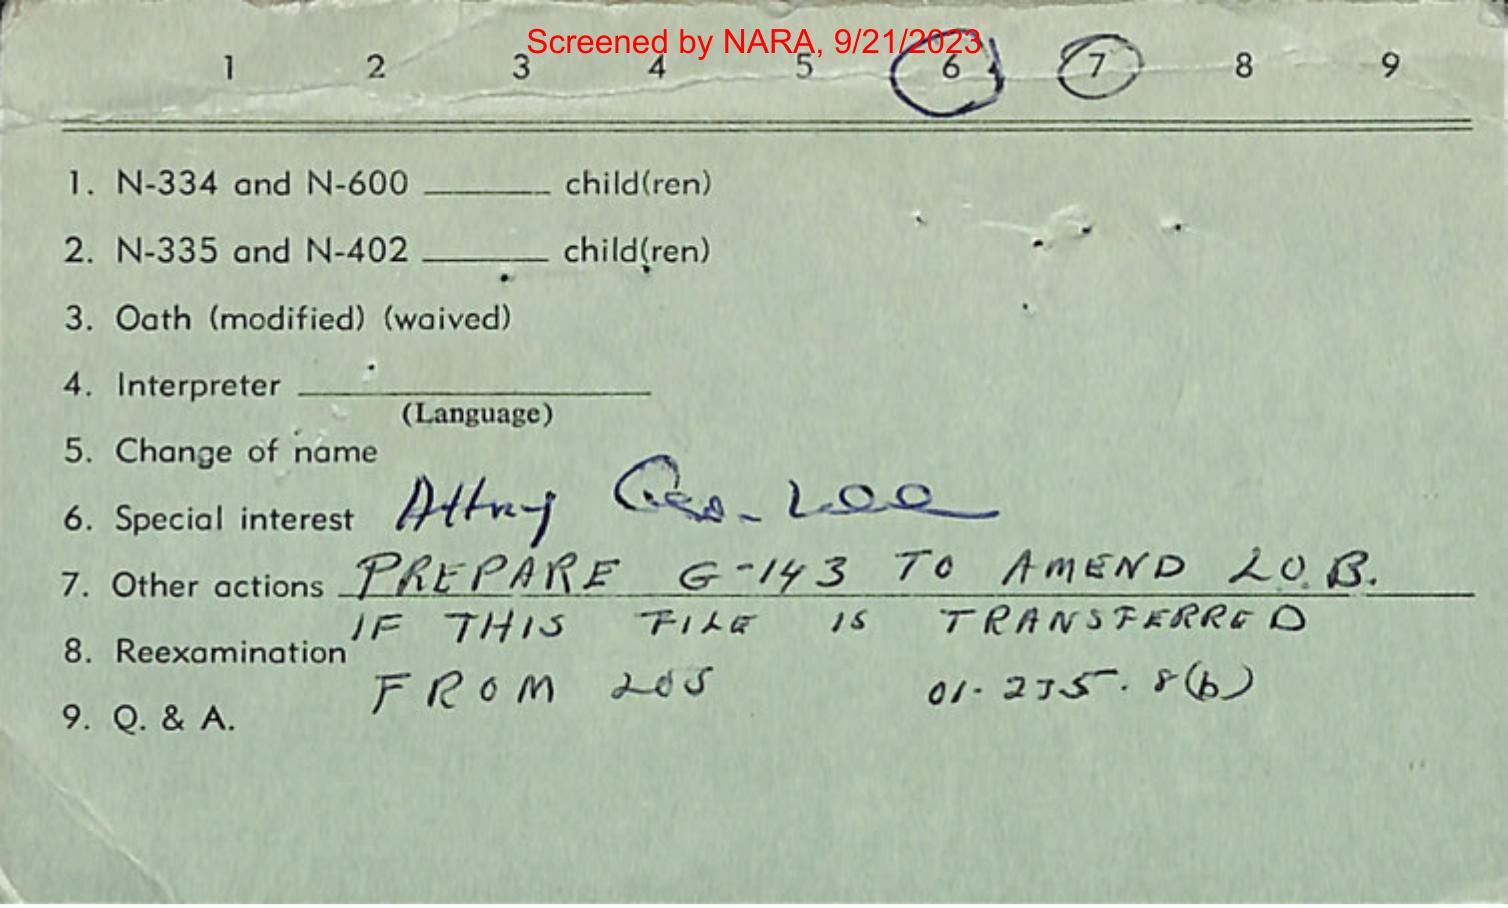 Screened by NARA, 9/21/2023
1 2 3 4 5 6 7 8 9
1. N-334 and N-600 ______ child(ren)
2. N-335 and N-402 ______ child(ren)
3. Oath (modified) (waived)
4. Interpreter ______
(Language)
5. Change of name
6. Special interest Attny Geo. Lee
7. Other actions PREPARE G-143 TO AMEND LO.B.
IF THIS FILE IS TRANSFERRED
8. Reexamination
FROM LOS 01-235.8(b)
9. Q. & A.